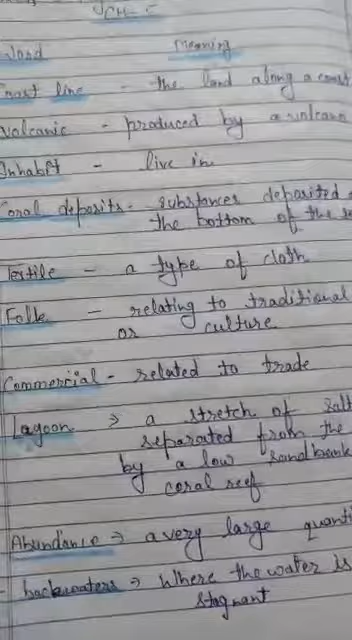 CH-
Word Meaning
Coast line - the land along a coast
Volcanic - produced by a volcano
Inhabit - live in
Coral deposits - substances deposited
the bottom of the
Textile - a type of cloth
Folk - relating to traditional
or culture
Commercial - related to trade
Lagoon → a stretch of salt
separated from the
by a low sandbank
coral reef
Abundance → a very large quanti
- backwaters → Where the water is
stagnant